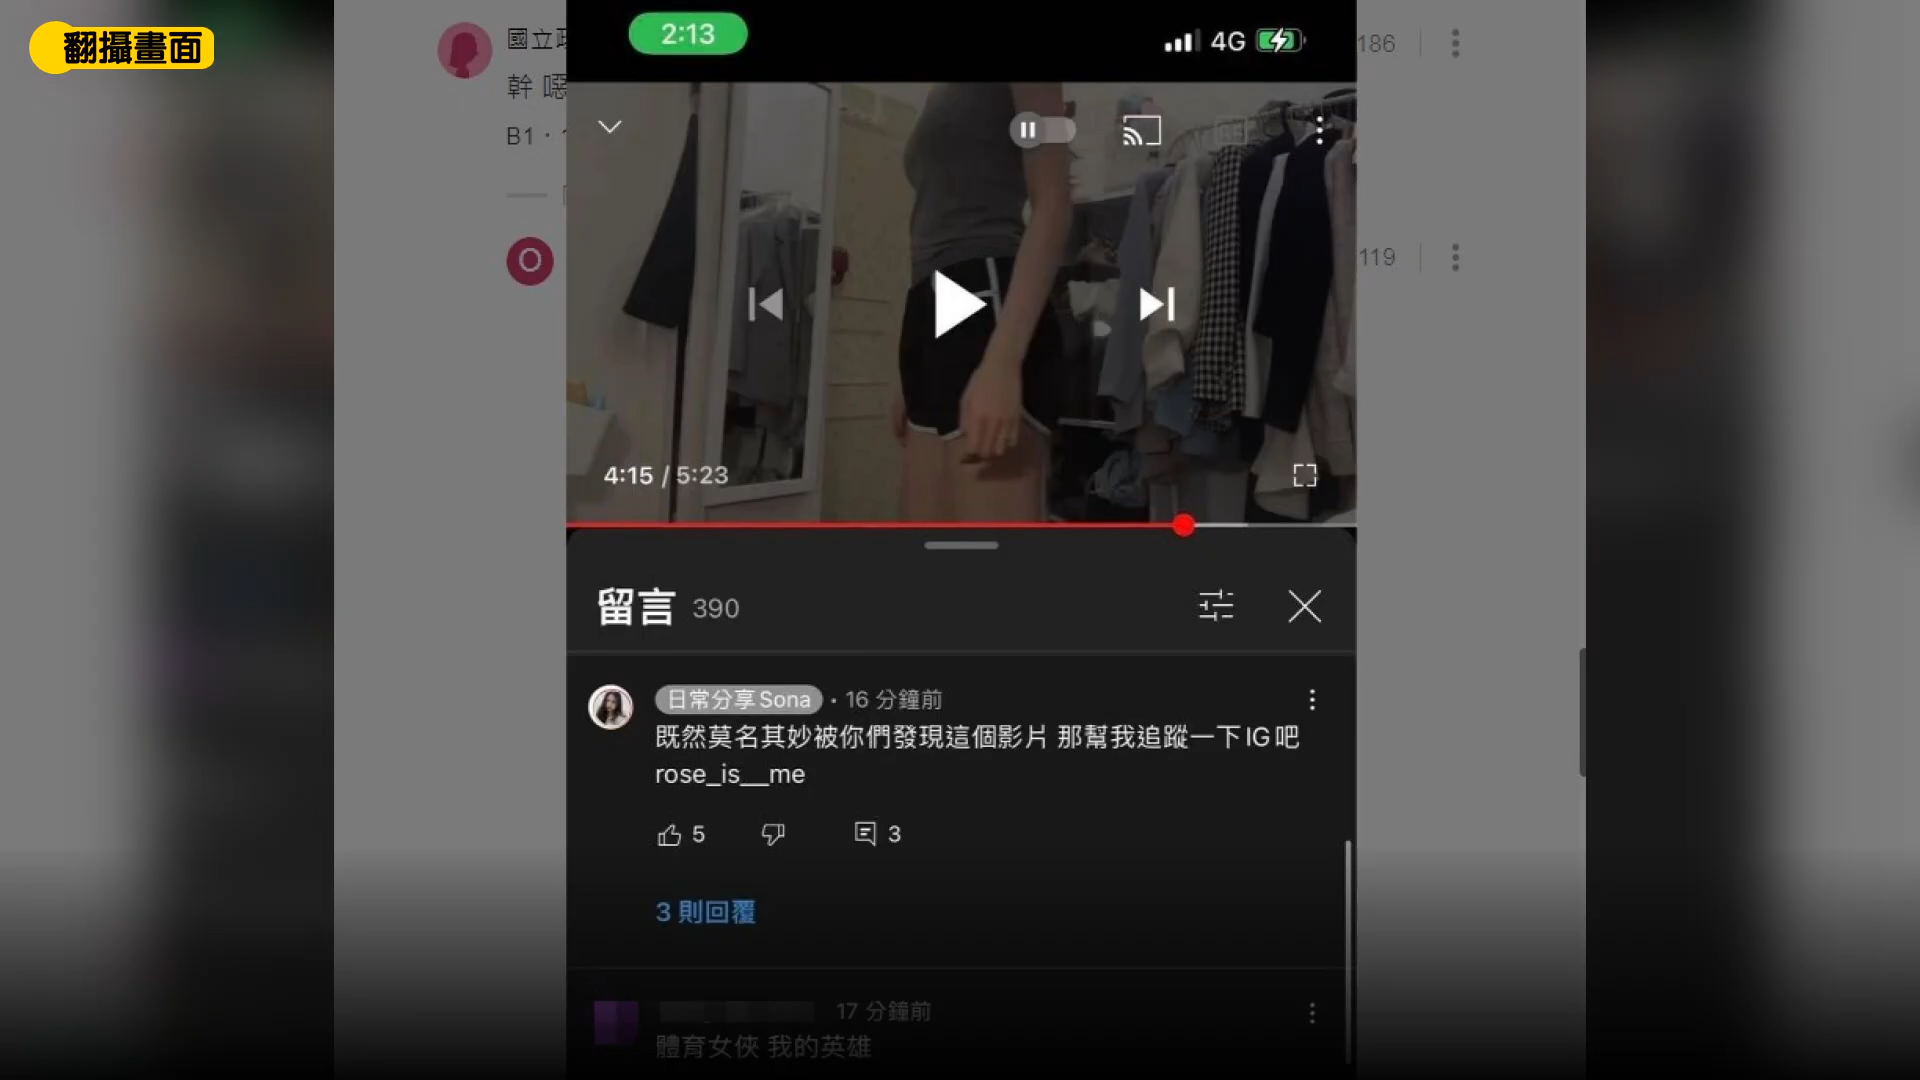 翻攝畫面
國立政
幹 噁
B1 · 
186
O
119
2:13
4G
4:15 / 5:23
留言 390
日常分享Sona · 16 分鐘前
既然莫名其妙被你們發現這個影片 那幫我追蹤一下IG吧
rose_is__me
5
3
3 則回覆
17 分鐘前
體育女俠 我的英雄